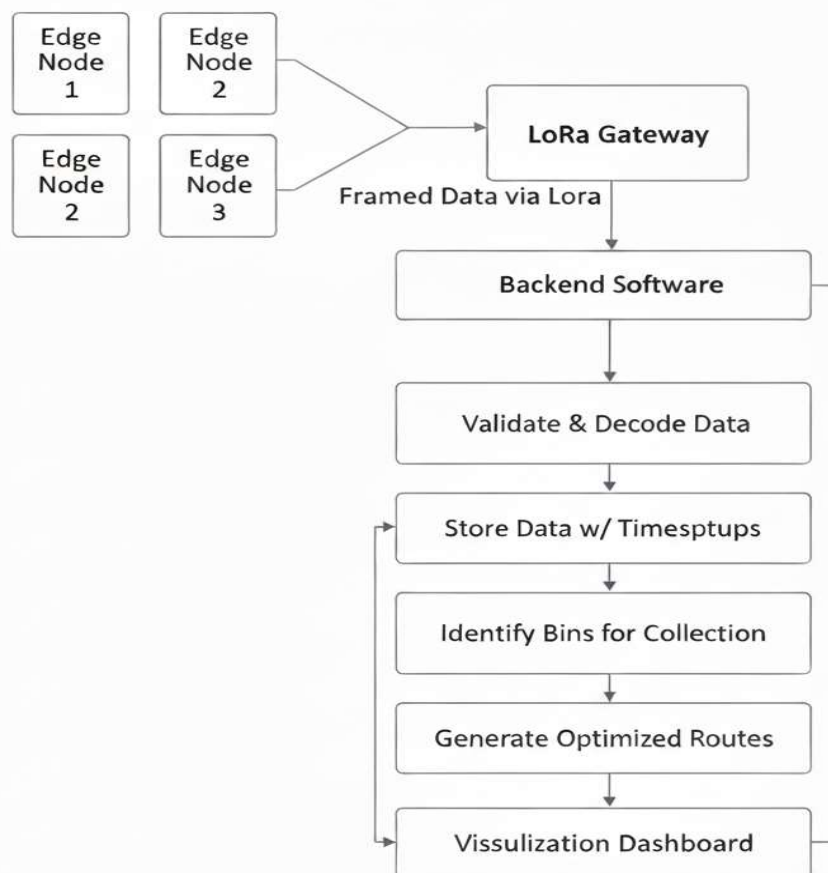 Edge
Node
1
Edge
Node
2
Edge
Node
2
Edge
Node
3
LoRa Gateway
Framed Data via Lora
Backend Software
Validate & Decode Data
Store Data w/ Timesptups
Identify Bins for Collection
Generate Optimized Routes
Vissulization Dashboard